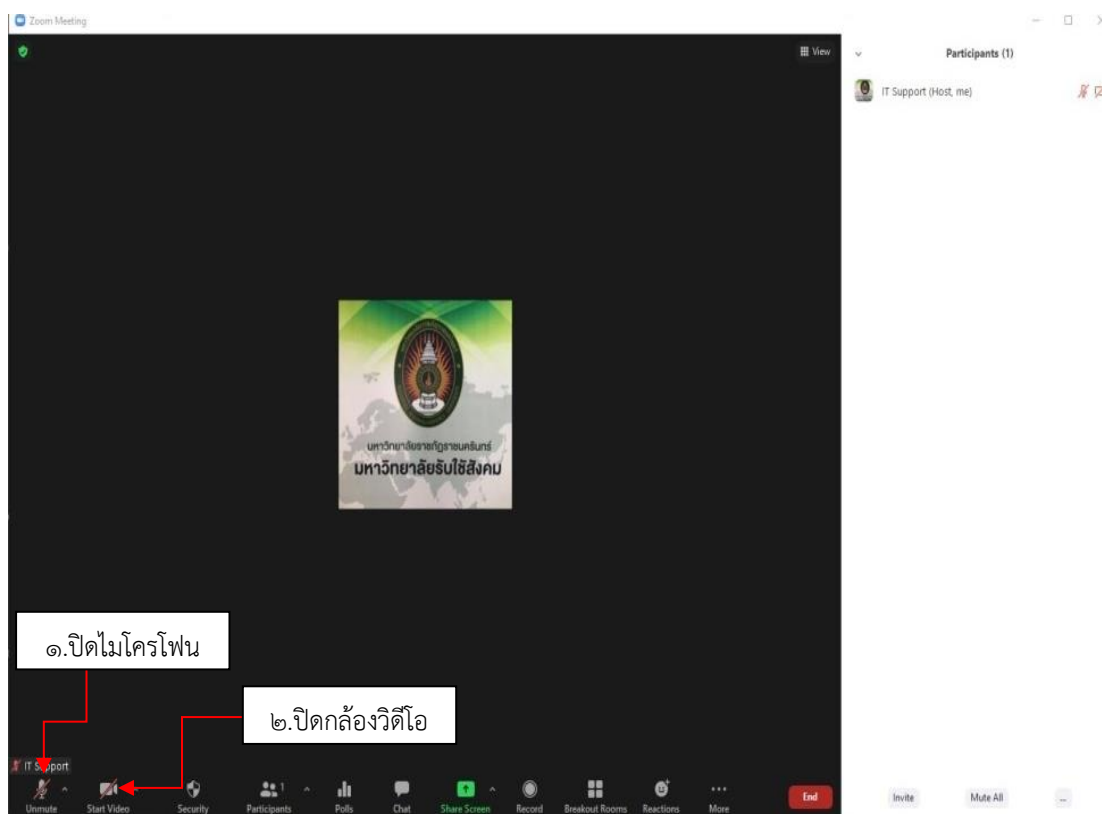 Zoom Meeting
View
Participants (1)
IT Support (Host, me)
มหาวิทยาลัยราชภัฏราชนครินทร์
มหาวิทยาลัยรับใช้สังคม
๑.ปิดไมโครโฟน
๒.ปิดกล้องวิดีโอ
IT Support
Unmute
Start Video
Security
Participants
1
Polls
Chat
Share Screen
Record
Breakout Rooms
Reactions
More
End
Invite
Mute All
...